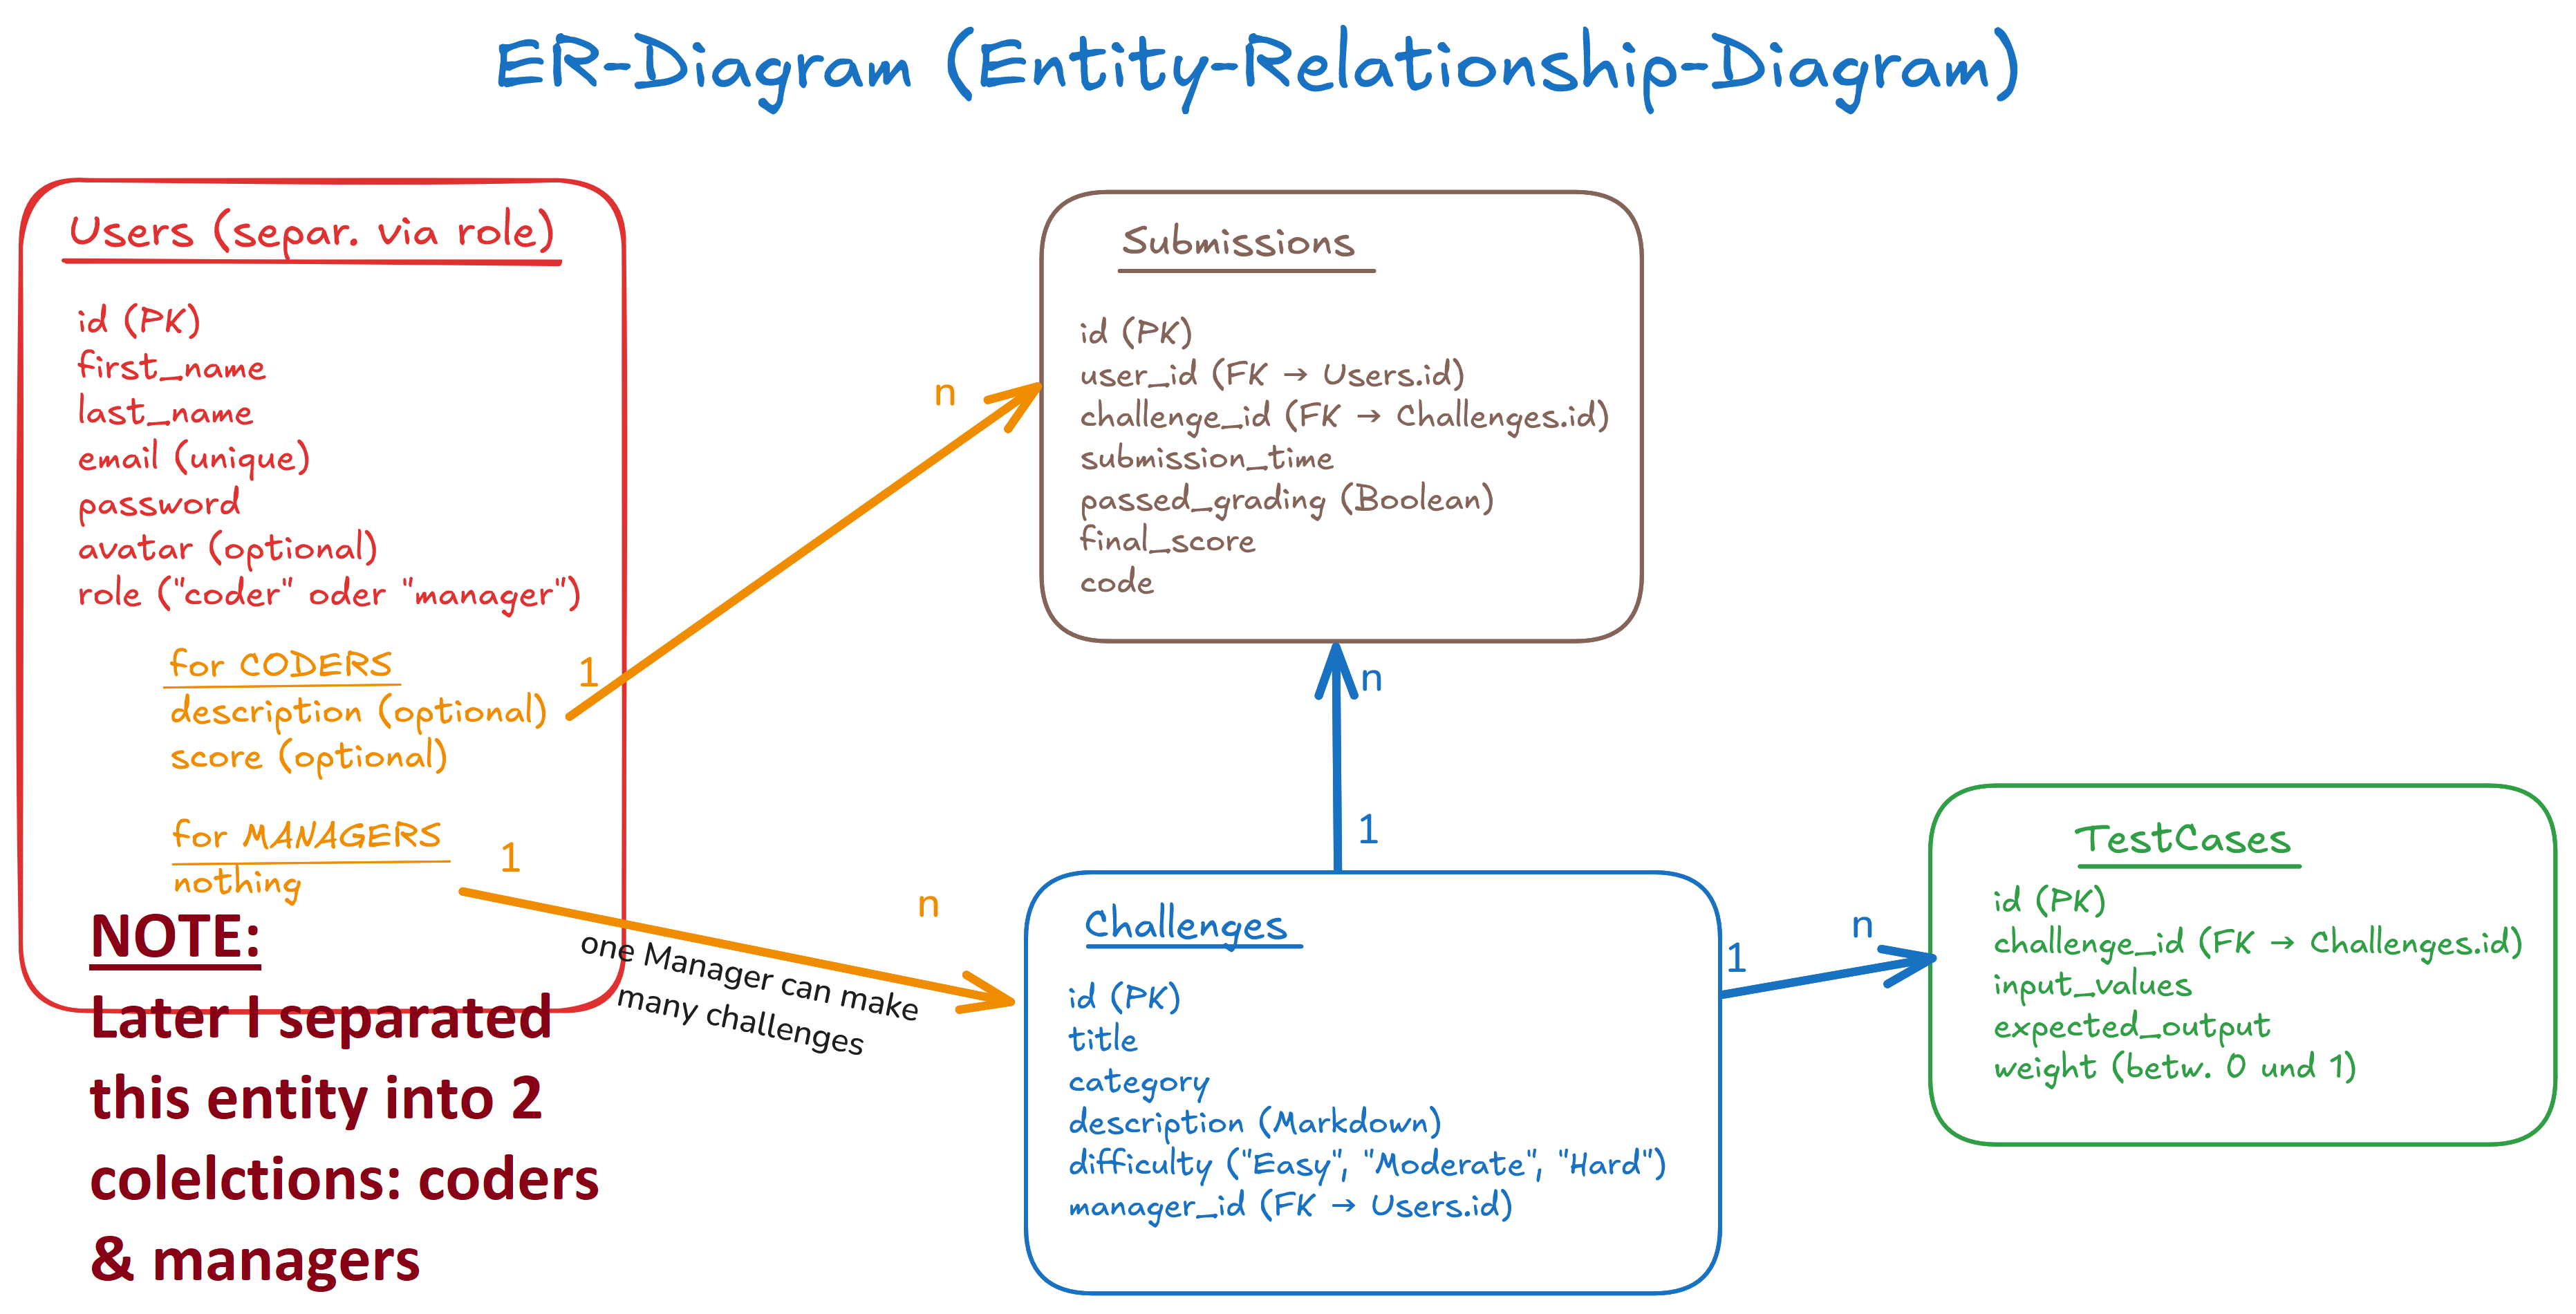 ER-Diagram (Entity-Relationship-Diagram)
Users (separ. via role)
id (PK)
first_name
last_name
email (unique)
password
avatar (optional)
role ("coder" oder "manager")
for CODERS
description (optional)
score (optional)
for MANAGERS
nothing
NOTE:
Later I separated
this entity into 2
colelctions: coders
& managers
1
n
1
n
one Manager can make
many challenges
Submissions
id (PK)
user_id (FK → Users.id)
challenge_id (FK → Challenges.id)
submission_time
passed_grading (Boolean)
final_score
code
n
1
Challenges
id (PK)
title
category
description (Markdown)
difficulty ("Easy", "Moderate", "Hard")
manager_id (FK → Users.id)
1
n
TestCases
id (PK)
challenge_id (FK → Challenges.id)
input_values
expected_output
weight (betw. 0 und 1)